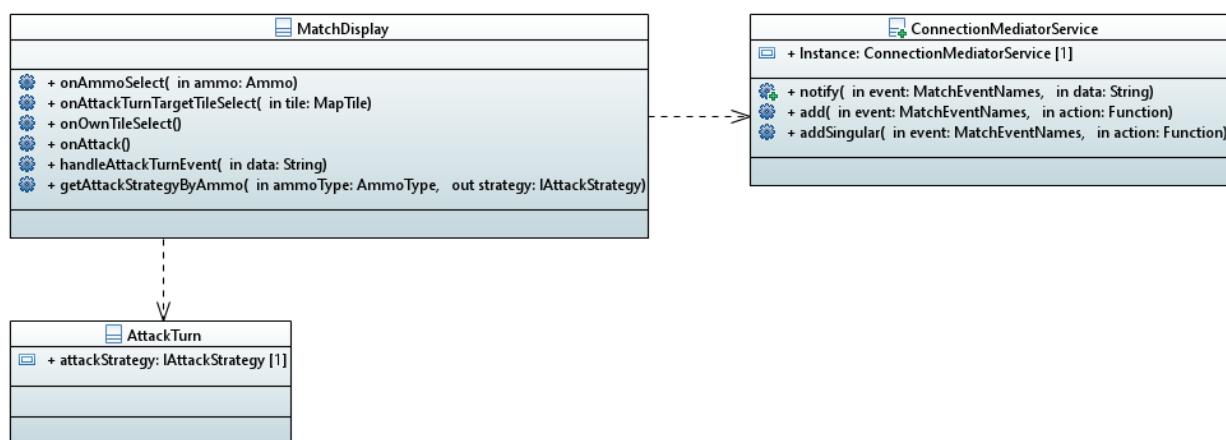 MatchDisplay
+ onAmmoSelect( in ammo: Ammo)
+ onAttackTurnTargetTileSelect( in tile: MapTile)
+ onOwnTileSelect()
+ onAttack()
+ handleAttackTurnEvent( in data: String)
+ getAttackStrategyByAmmo( in ammoType: AmmoType, out strategy: IAttackStrategy)
ConnectionMediatorService
+ Instance: ConnectionMediatorService [1]
+ notify( in event: MatchEventNames, in data: String)
+ add( in event: MatchEventNames, in action: Function)
+ addSingular( in event: MatchEventNames, in action: Function)
AttackTurn
+ attackStrategy: IAttackStrategy [1]